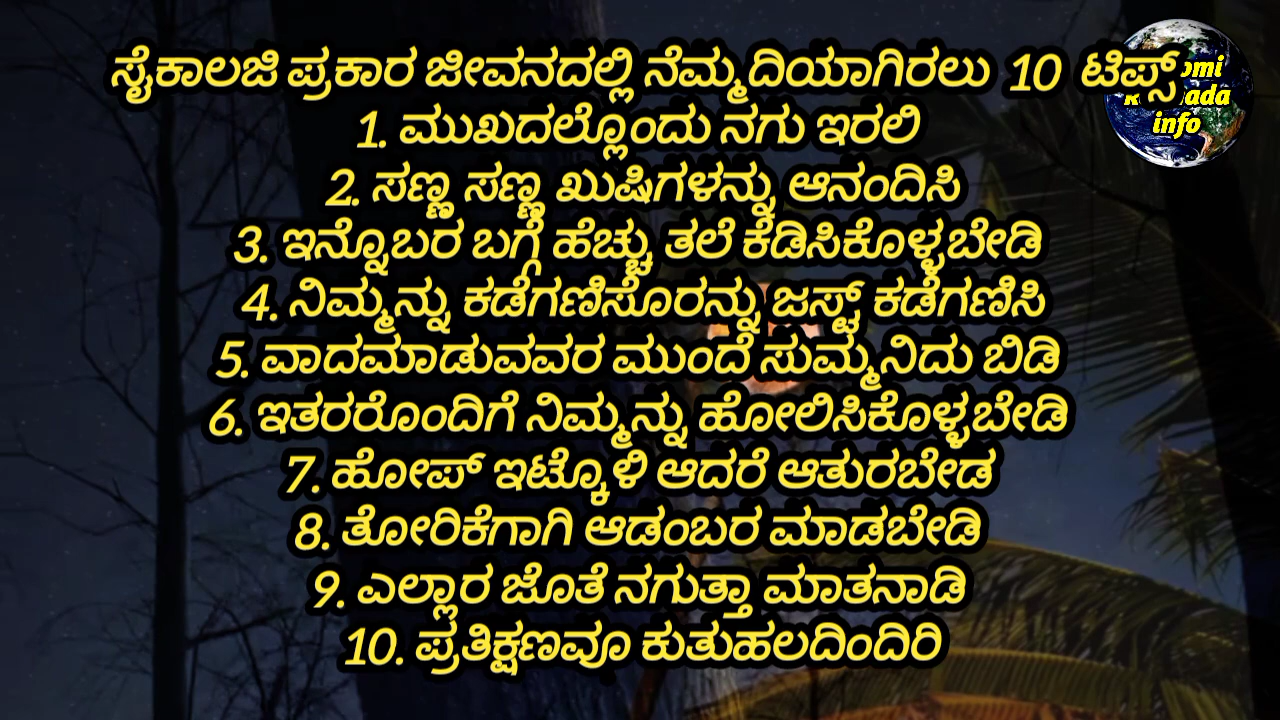 ಸೈಕಾಲಜಿ ಪ್ರಕಾರ ಜೀವನದಲ್ಲಿ ನೆಮ್ಮದಿಯಾಗಿರಲು 10 ಟಿಪ್ಸ್
1. ಮುಖದಲ್ಲೊಂದು ನಗು ಇರಲಿ
2. ಸಣ್ಣ ಸಣ್ಣ ಖುಷಿಗಳನ್ನು ಆನಂದಿಸಿ
3. ಇನ್ನೊಬರ ಬಗ್ಗೆ ಹೆಚ್ಚು ತಲೆ ಕೆಡಿಸಿಕೊಳ್ಳಬೇಡಿ
4. ನಿಮ್ಮನ್ನು ಕಡೆಗಣಿಸೊರನ್ನು ಜಸ್ಟ್ ಕಡೆಗಣಿಸಿ
5. ವಾದಮಾಡುವವರ ಮುಂದೆ ಸುಮ್ಮನಿದು ಬಿಡಿ
6. ಇತರರೊಂದಿಗೆ ನಿಮ್ಮನ್ನು ಹೋಲಿಸಿಕೊಳ್ಳಬೇಡಿ
7. ಹೋಪ್ ಇಟ್ಕೊಳಿ ಆದರೆ ಆತುರಬೇಡ
8. ತೋರಿಕೆಗಾಗಿ ಆಡಂಬರ ಮಾಡಬೇಡಿ
9. ಎಲ್ಲಾರ ಜೊತೆ ನಗುತ್ತಾ ಮಾತನಾಡಿ
10. ಪ್ರತಿಕ್ಷಣವೂ ಕುತುಹಲದಿಂದಿರಿ
info